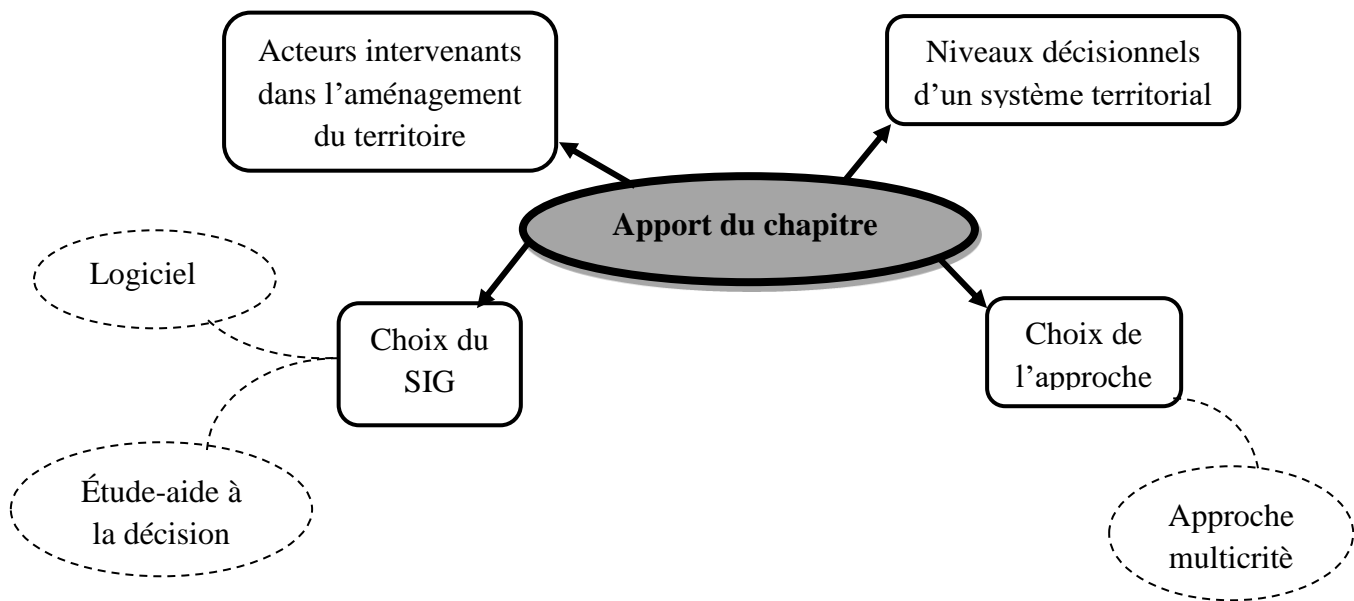 Acteurs intervenants
dans l’aménagement
du territoire
Niveaux décisionnels
d’un système territorial
Apport du chapitre
Logiciel
Choix du
SIG
Choix de
l’approche
Étude-aide à
la décision
Approche
multicritè